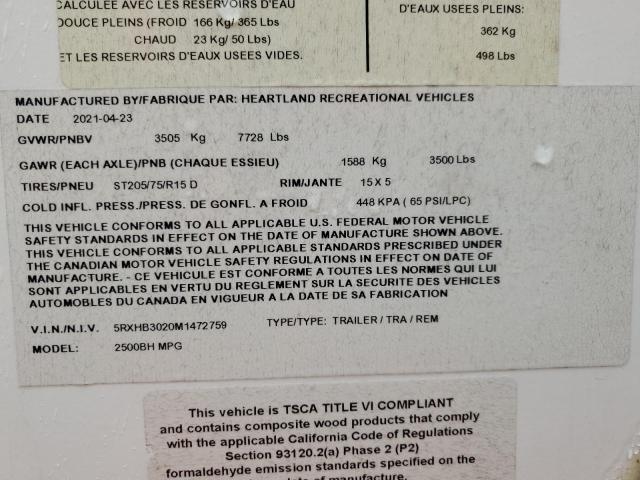 CALCULÉE AVEC LES RÉSERVOIRS D'EAU
DOUCE PLEINS (FROID 166 Kg/ 365 Lbs
CHAUD 23 Kg/ 50 Lbs)
ET LES RESERVOIRS D'EAUX USEES VIDES.
D'EAUX USEES PLEINS:
362 Kg
498 Lbs
MANUFACTURED BY/FABRIQUE PAR: HEARTLAND RECREATIONAL VEHICLES
DATE 2021-04-23
GVWR/PNBV 3505 Kg 7728 Lbs
GAWR (EACH AXLE)/PNB (CHAQUE ESSIEU) 1588 Kg 3500 Lbs
TIRES/PNEU ST205/75/R15 D RIM/JANTE 15 X 5
COLD INFL. PRESS./PRESS. DE GONFL. A FROID 448 KPA ( 65 PSI/LPC)
THIS VEHICLE CONFORMS TO ALL APPLICABLE U.S. FEDERAL MOTOR VEHICLE
SAFETY STANDARDS IN EFFECT ON THE DATE OF MANUFACTURE SHOWN ABOVE.
THIS VEHICLE CONFORMS TO ALL APPLICABLE STANDARDS PRESCRIBED UNDER
THE CANADIAN MOTOR VEHICLE SAFETY REGULATIONS IN EFFECT ON DATE OF
MANUFACTURE. - CE VEHICULE EST CONFORME A TOUTES LES NORMES QUI LUI
SONT APPLICABLES EN VERTU DU REGLEMENT SUR LA SECURITE DES VEHICLES
AUTOMOBILES DU CANADA EN VIGUEUR A LA DATE DE SA FABRICATION
V.I.N./N.I.V. 5RXHB3020M1472759 TYPE/TYPE: TRAILER / TRA / REM
MODEL: 2500BH MPG
This vehicle is TSCA TITLE VI COMPLIANT
and contains composite wood products that comply
with the applicable California Code of Regulations
Section 93120.2(a) Phase 2 (P2)
formaldehyde emission standards specified on the
date of manufacture.